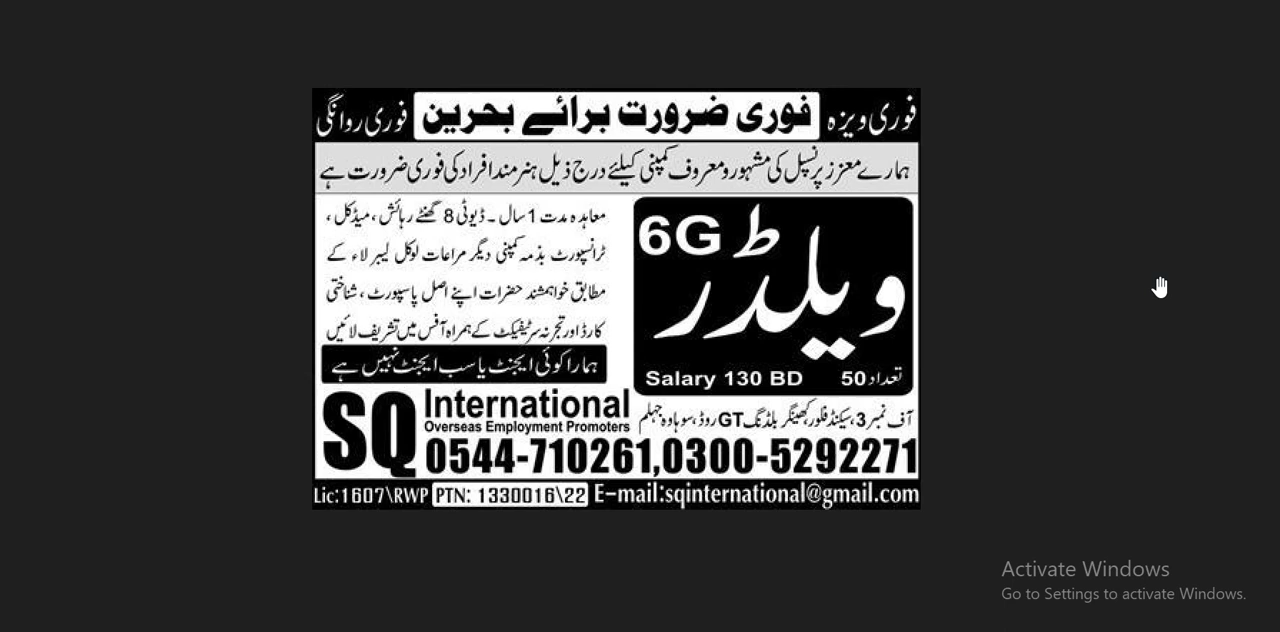 فوری ویزہ فوری ضرورت برائے بحرین فوری روانگی
ہمارے معزز پرنسپل کی مشہور و معروف کمپنی کیلئے درج ذیل ہنرمند افراد کی فوری ضرورت ہے
ویلڈر 6G
تعداد 50 Salary 130 BD
معاہدہ مدت 1 سال ۔ ڈیوٹی 8 گھنٹے رہائش ، میڈکل ،
ٹرانسپورٹ بذمہ کمپنی دیگر مراعات لوکل لیبر لاء کے
مطابق خواہشمند حضرات اپنے اصل پاسپورٹ ، شناختی
کارڈ اور تجربہ سرٹیفیکٹ کے ہمراہ آفس میں تشریف لائیں
ہمارا کوئی ایجنٹ یا سب ایجنٹ نہیں ہے
SQ International
Overseas Employment Promoters
آفس نمبر 3، سیکنڈ فلور، کھینگر بلڈنگ GT روڈ، سوہاوہ جہلم
0544-710261,0300-5292271
Lic:1607\RWP PTN: 1330016\22 E-mail:sqinternational@gmail.com
Activate Windows
Go to Settings to activate Windows.